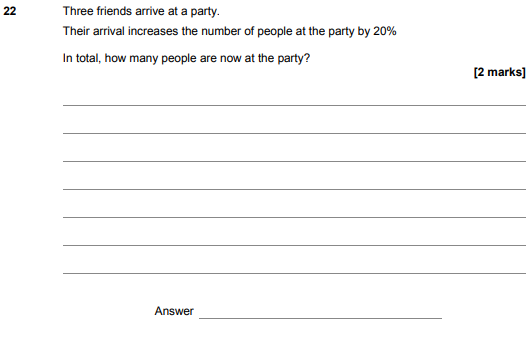 22 Three friends arrive at a party.
Their arrival increases the number of people at the party by 20%
In total, how many people are now at the party?
[2 marks]
Answer